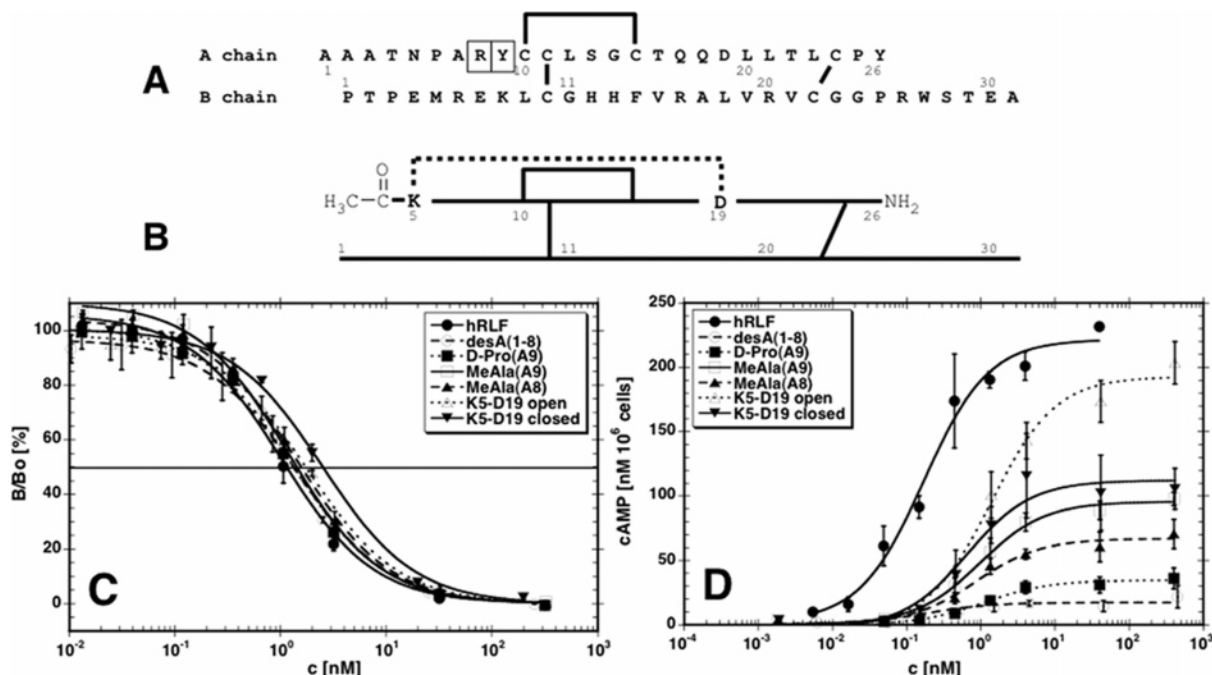 A chain A A A T N P A R Y C C L S G C T Q Q D L L T L C P Y
1 10 20 26
A
1 11 20 30
B chain P T P E M R E K L C G H H F V R A L V R V C G G P R W S T E A
O
H₃C C K D NH₂
5 10 19 26
B
1 11 20 30
B/Bo [%]
100
80
60
40
20
0
hRLF
desA(1-8)
D-Pro(A9)
MeAla(A9)
MeAla(A8)
K5-D19 open
K5-D19 closed
C
10⁻² 10⁻¹ 10⁰ 10¹ 10² 10³
c [nM]
cAMP [nM 10⁶ cells]
250
200
150
100
50
0
hRLF
desA(1-8)
D-Pro(A9)
MeAla(A9)
MeAla(A8)
K5-D19 open
K5-D19 closed
D
10⁻⁴ 10⁻³ 10⁻² 10⁻¹ 10⁰ 10¹ 10² 10³
c [nM]